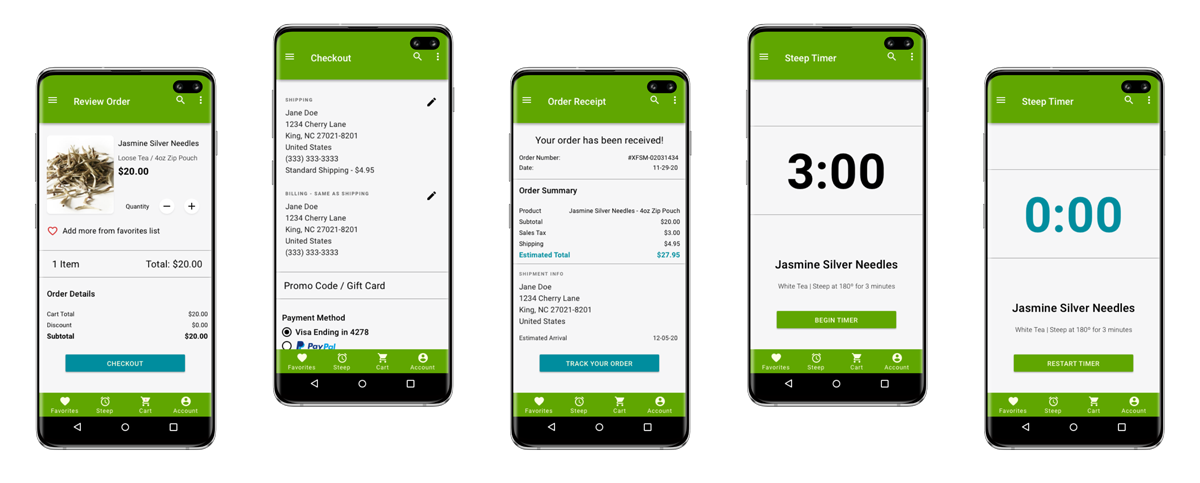 Review Order
Jasmine Silver Needles
Loose Tea / 4oz Zip Pouch
$20.00
Quantity
Add more from favorites list
1 Item Total: $20.00
Order Details
Cart Total $20.00
Discount $0.00
Subtotal $20.00
CHECKOUT
Favorites Steep Cart Account
Checkout
SHIPPING
Jane Doe
1234 Cherry Lane
King, NC 27021-8201
United States
(333) 333-3333
Standard Shipping - $4.95
BILLING - SAME AS SHIPPING
Jane Doe
1234 Cherry Lane
King, NC 27021-8201
United States
(333) 333-3333
Promo Code / Gift Card
Payment Method
Visa Ending in 4278
PayPal
Favorites Steep Cart Account
Order Receipt
Your order has been received!
Order Number: #XFSM-02031434
Date: 11-29-20
Order Summary
Product Jasmine Silver Needles - 4oz Zip Pouch
Subtotal $20.00
Sales Tax $3.00
Shipping $4.95
Estimated Total $27.95
SHIPMENT INFO
Jane Doe
1234 Cherry Lane
King, NC 27021-8201
United States
Estimated Arrival 12-05-20
TRACK YOUR ORDER
Favorites Steep Cart Account
Steep Timer
3:00
Jasmine Silver Needles
White Tea | Steep at 180º for 3 minutes
BEGIN TIMER
Favorites Steep Cart Account
Steep Timer
0:00
Jasmine Silver Needles
White Tea | Steep at 180º for 3 minutes
RESTART TIMER
Favorites Steep Cart Account